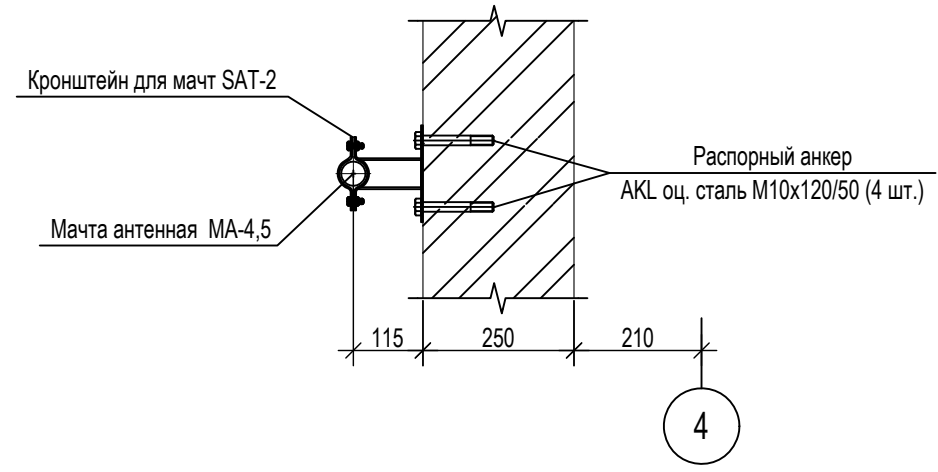 Кронштейн для мачт SAT-2
Распорный анкер
AKL оц. сталь М10х120/50 (4 шт.)
Мачта антенная МА-4,5
115
250
210
4